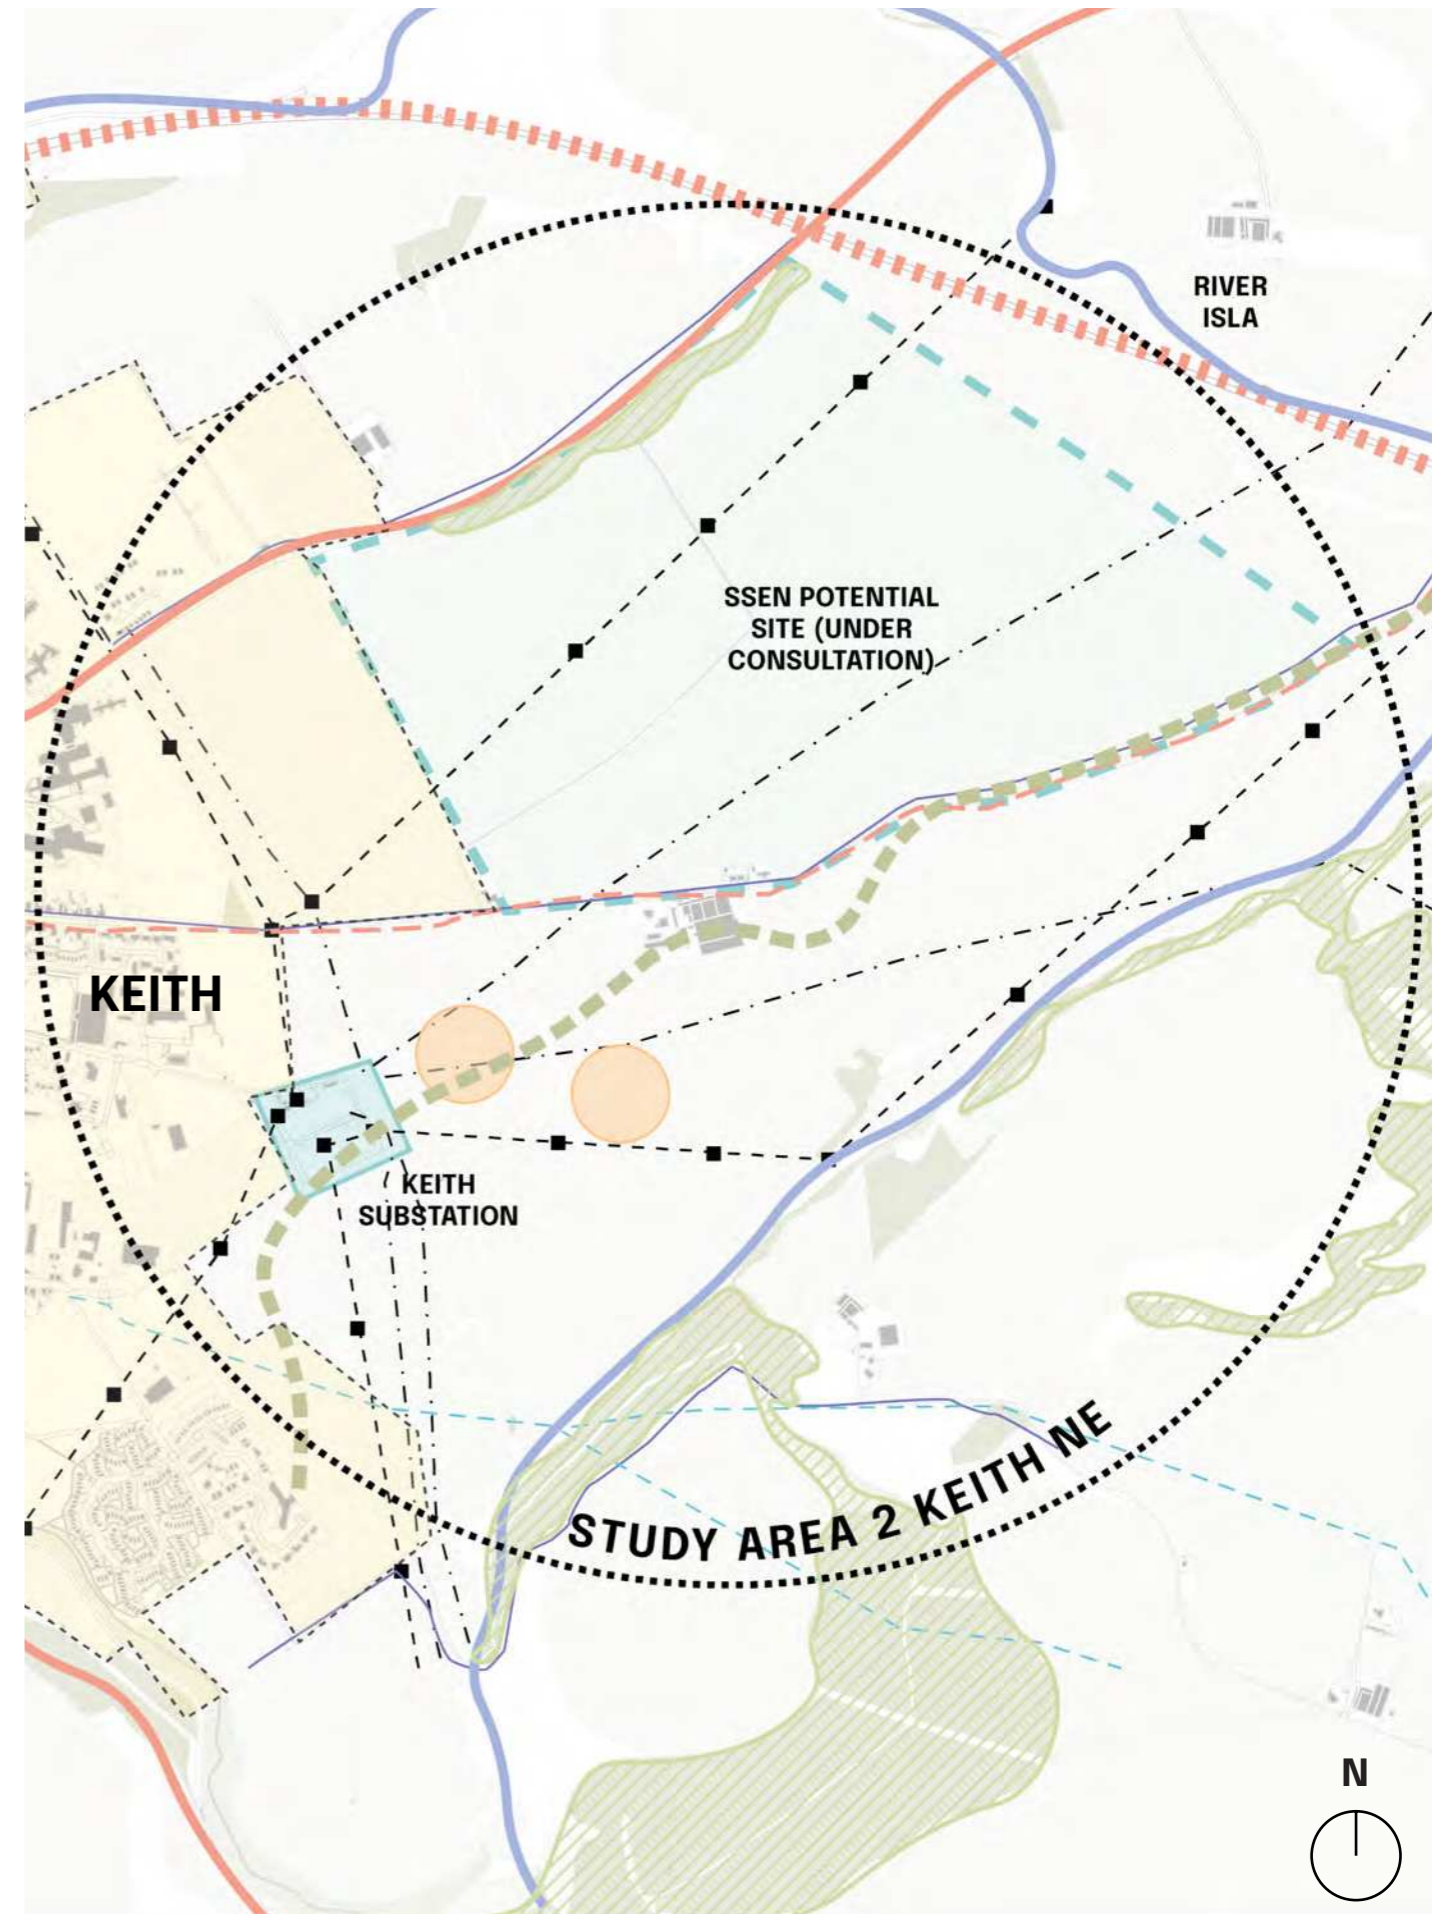 RIVER
ISLA
SSEN POTENTIAL
SITE (UNDER
CONSULTATION)
KEITH
KEITH
SUBSTATION
STUDY AREA 2 KEITH NE
N